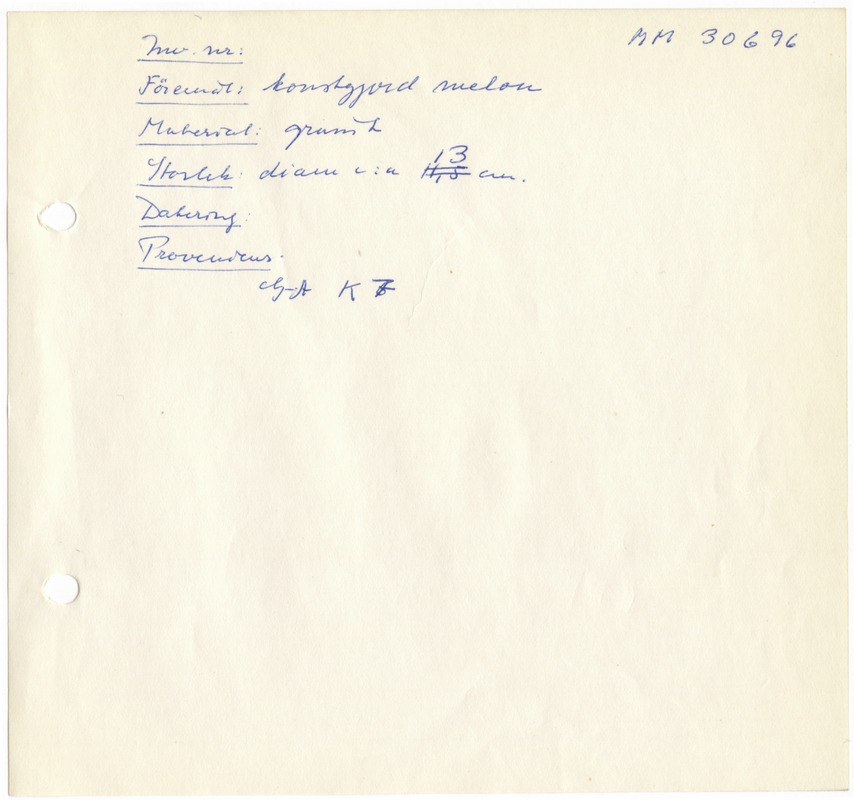 MM 30696
Inv. nr:
Föremål: konstgjord melon
Material: granit
Storlek: diam c:a 13 cm.
Datering:
Proveniens.
K